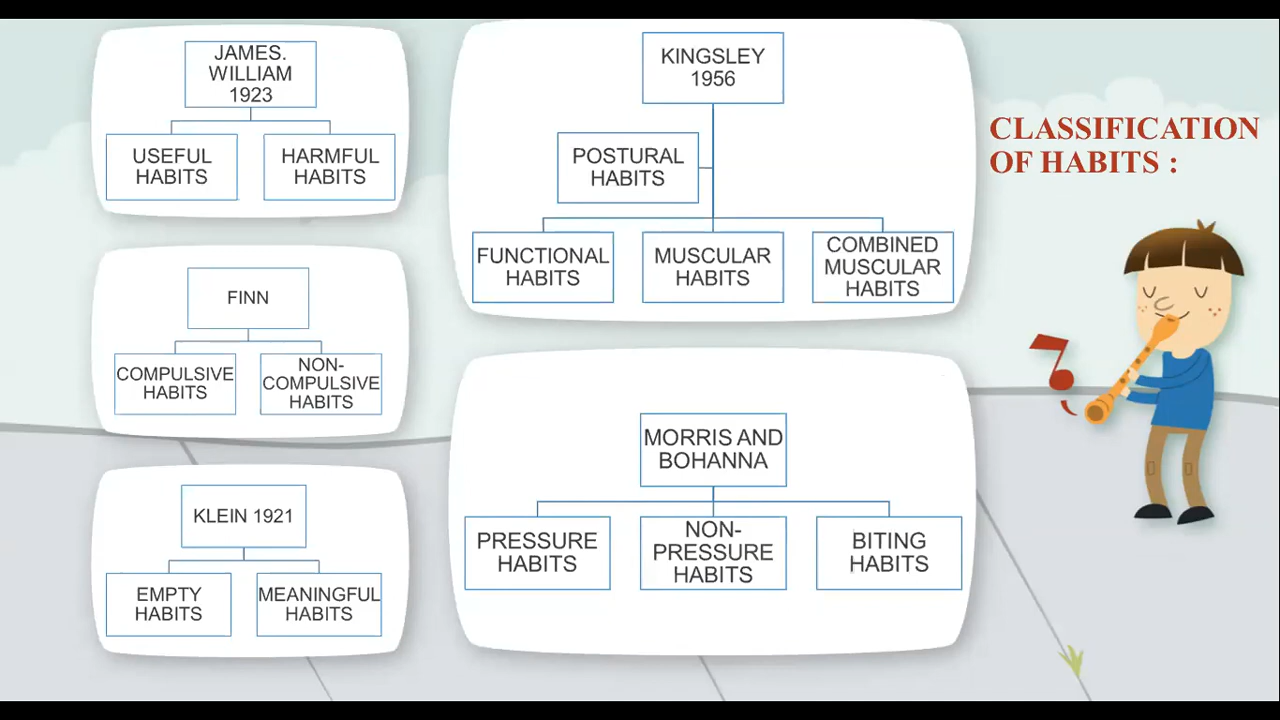 JAMES.
WILLIAM
1923
USEFUL
HABITS
HARMFUL
HABITS
FINN
COMPULSIVE
HABITS
NON-
COMPULSIVE
HABITS
KLEIN 1921
EMPTY
HABITS
MEANINGFUL
HABITS
KINGSLEY
1956
POSTURAL
HABITS
FUNCTIONAL
HABITS
MUSCULAR
HABITS
COMBINED
MUSCULAR
HABITS
MORRIS AND
BOHANNA
PRESSURE
HABITS
NON-
PRESSURE
HABITS
BITING
HABITS
CLASSIFICATION
OF HABITS :